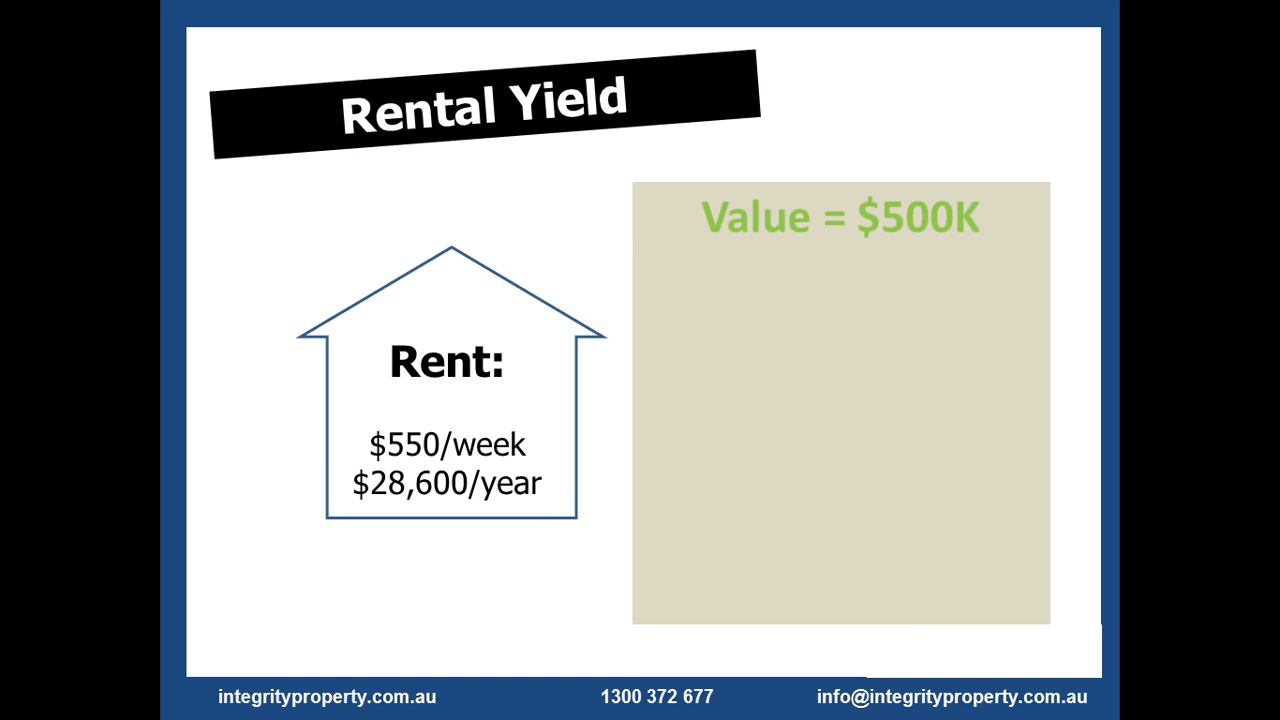 Rental Yield
Value = $500K
Rent:
$550/week
$28,600/year
integrityproperty.com.au
1300 372 677
info@integrityproperty.com.au